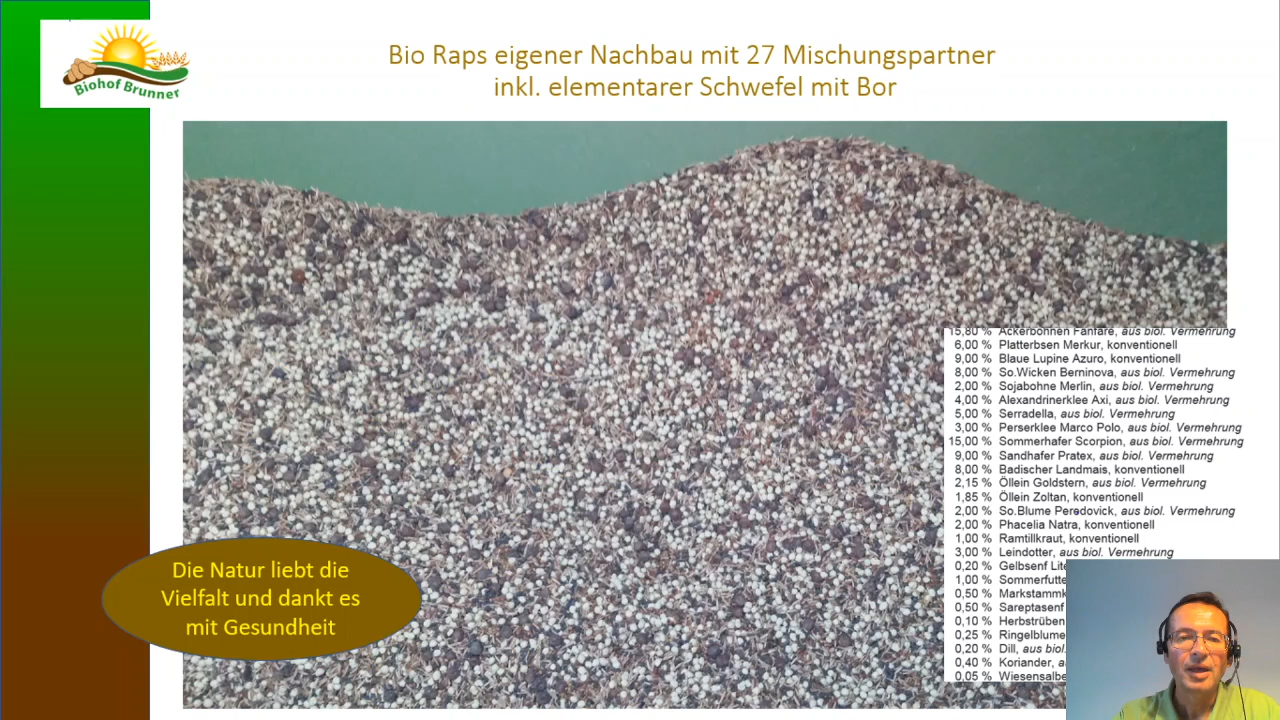 Biohof Brunner
Bio Raps eigener Nachbau mit 27 Mischungspartner
inkl. elementarer Schwefel mit Bor
15,80 % Ackerbohnen Fanfare, aus biol. Vermehrung
6,00 % Platterbsen Merkur, konventionell
9,00 % Blaue Lupine Azuro, konventionell
8,00 % So.Wicken Berninova, aus biol. Vermehrung
2,00 % Sojabohne Merlin, aus biol. Vermehrung
4,00 % Alexandrinerklee Axi, aus biol. Vermehrung
5,00 % Serradella, aus biol. Vermehrung
3,00 % Perserklee Marco Polo, aus biol. Vermehrung
15,00 % Sommerhafer Scorpion, aus biol. Vermehrung
9,00 % Sandhafer Pratex, aus biol. Vermehrung
8,00 % Badischer Landmais, konventionell
2,15 % Öllein Goldstern, aus biol. Vermehrung
1,85 % Öllein Zoltan, konventionell
2,00 % So.Blume Peredovick, aus biol. Vermehrung
2,00 % Phacelia Natra, konventionell
1,00 % Ramtillkraut, konventionell
3,00 % Leindotter, aus biol. Vermehrung
0,20 % Gelbsenf Lite
1,00 % Sommerfutte
0,50 % Markstammk
0,50 % Sareptasenf
0,10 % Herbstrüben
0,25 % Ringelblume
0,20 % Dill, aus biol.
0,40 % Koriander, a
0,05 % Wiesensalbe
Die Natur liebt die
Vielfalt und dankt es
mit Gesundheit